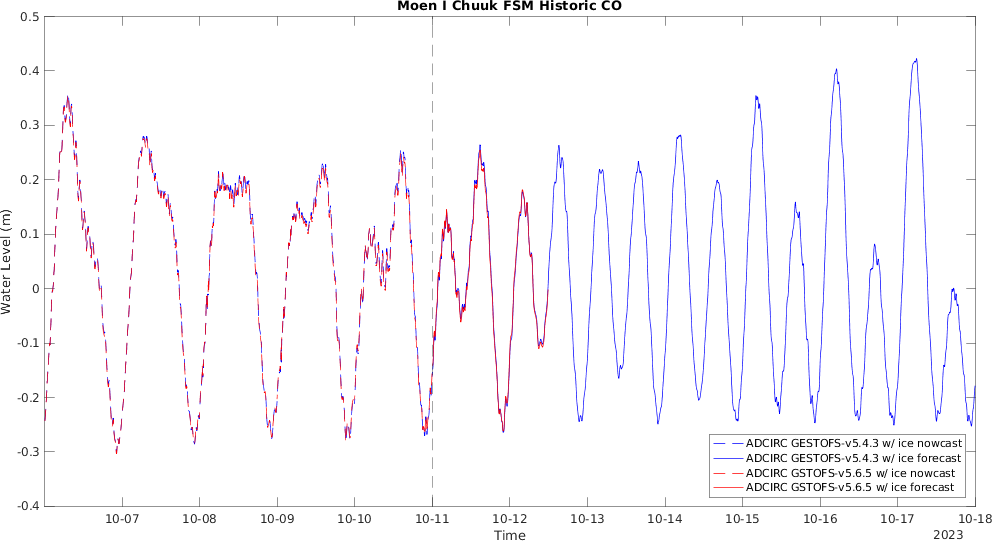 Moen I Chuuk FSM Historic CO
0.5
0.4
0.3
0.2
0.1
0
-0.1
-0.2
-0.3
-0.4
Water Level (m)
ADCIRC GESTOFS-v5.4.3 w/ ice nowcast
ADCIRC GESTOFS-v5.4.3 w/ ice forecast
ADCIRC GSTOFS-v5.6.5 w/ ice nowcast
ADCIRC GSTOFS-v5.6.5 w/ ice forecast
10-07 10-08 10-09 10-10 10-11 10-12 10-13 10-14 10-15 10-16 10-17 10-18
Time
2023